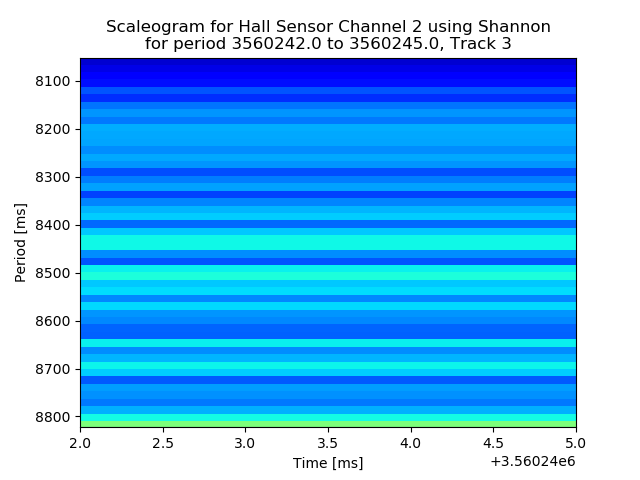 Scaleogram for Hall Sensor Channel 2 using Shannon
for period 3560242.0 to 3560245.0, Track 3
8100
8200
8300
8400
8500
8600
8700
8800
Period [ms]
2.0 2.5 3.0 3.5 4.0 4.5 5.0
Time [ms]
+3.56024e6